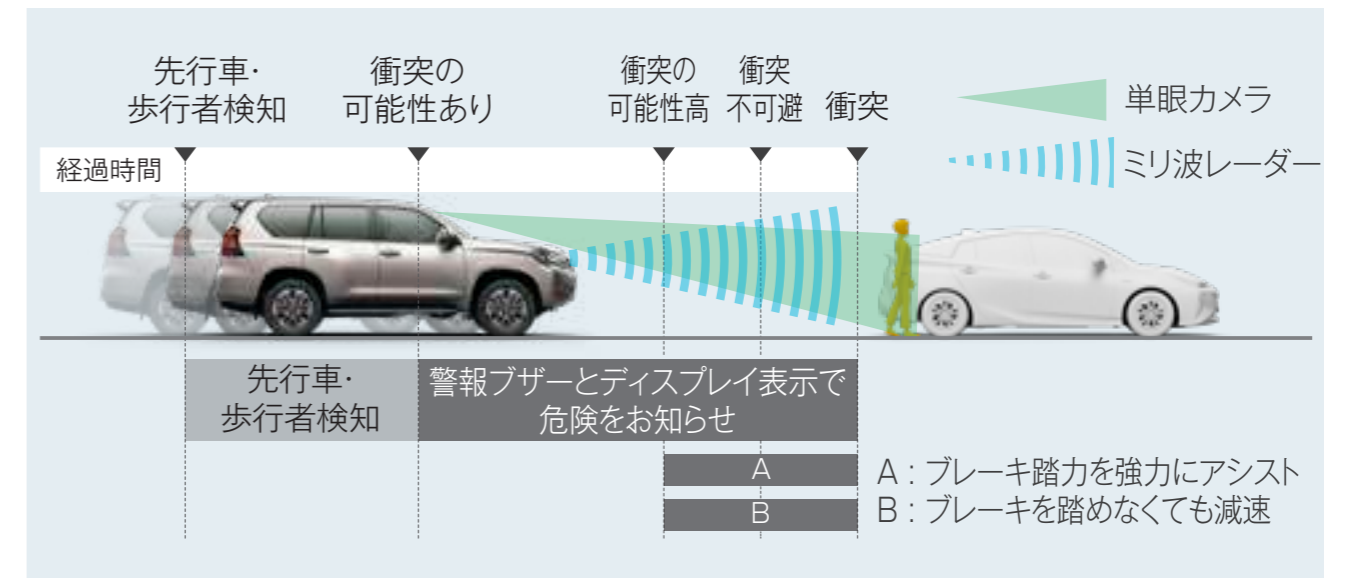 先行車・
歩行者検知
衝突の
可能性あり
衝突の
可能性高
衝突
不可避
衝突
単眼カメラ
ミリ波レーダー
経過時間
先行車・
歩行者検知
警報ブザーとディスプレイ表示で
危険をお知らせ
A
B
A : ブレーキ踏力を強力にアシスト
B : ブレーキを踏めなくても減速